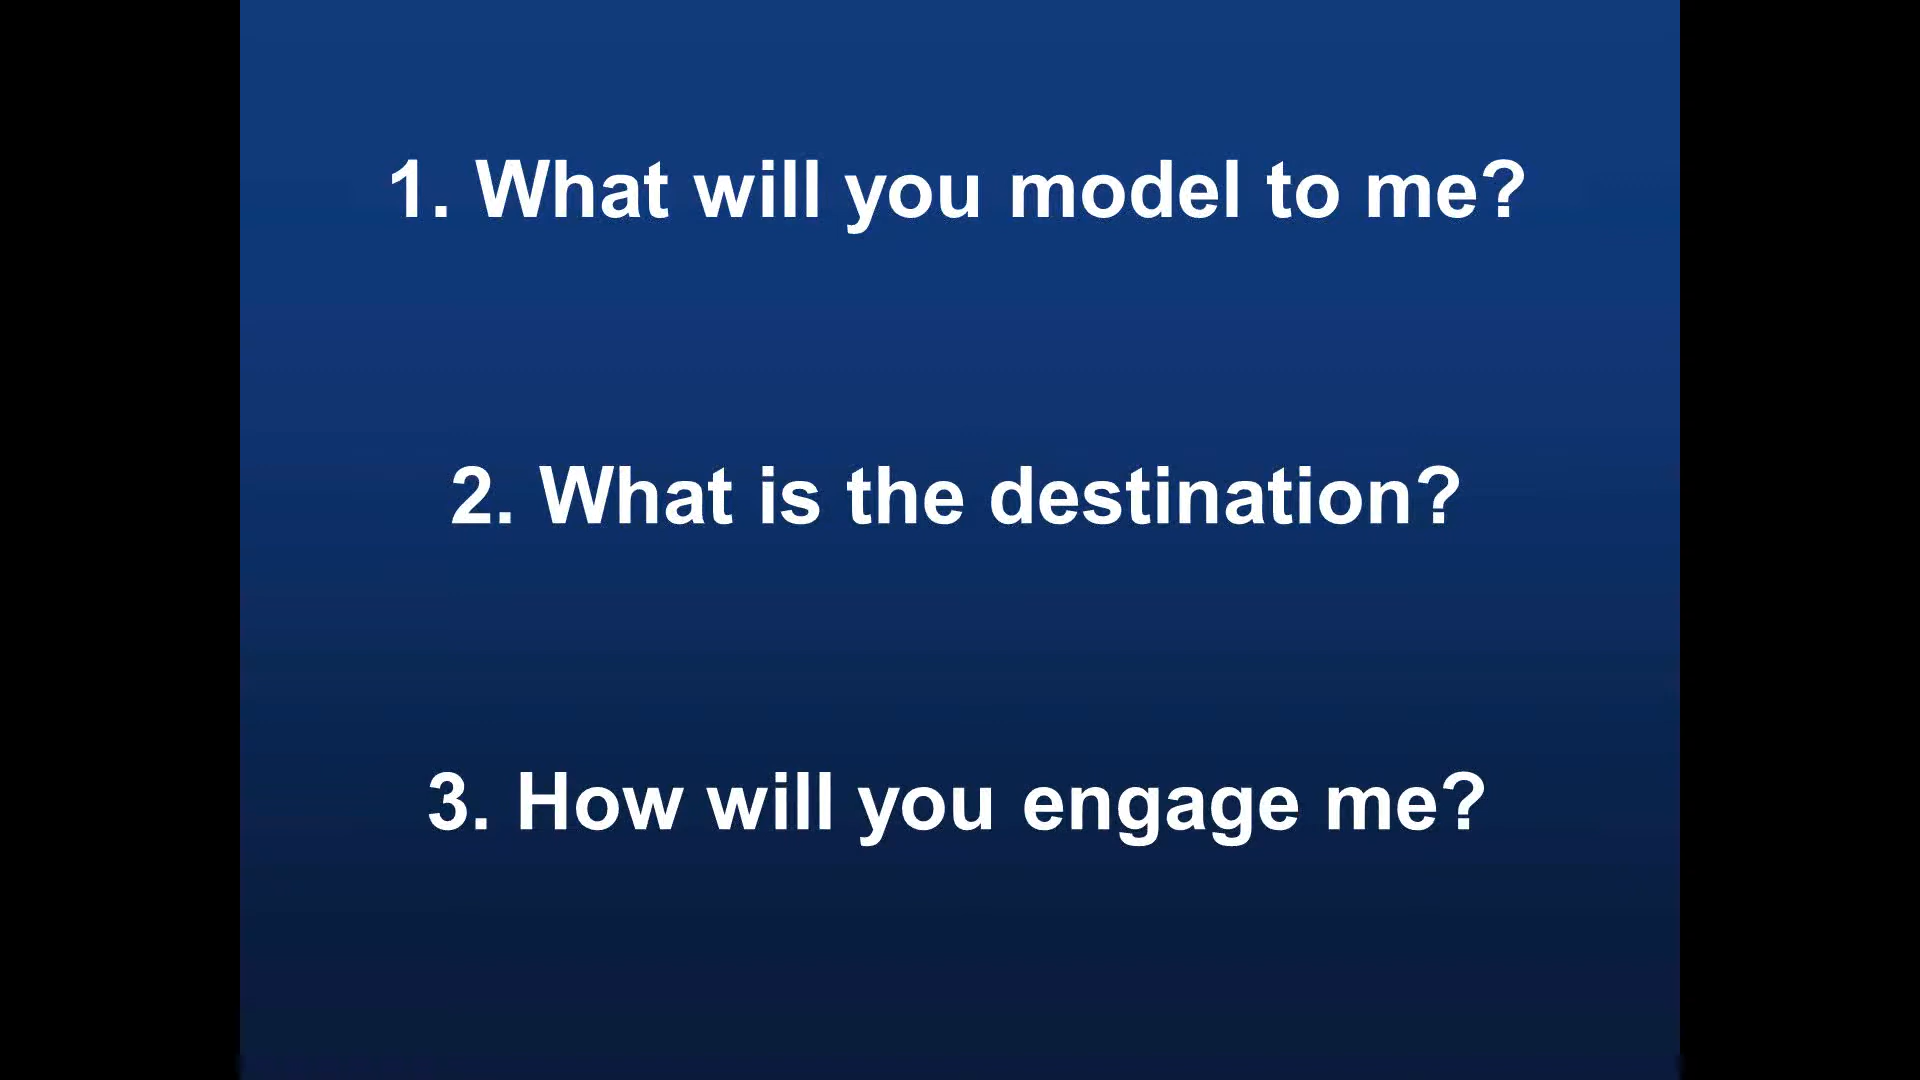 1. What will you model to me?
2. What is the destination?
3. How will you engage me?